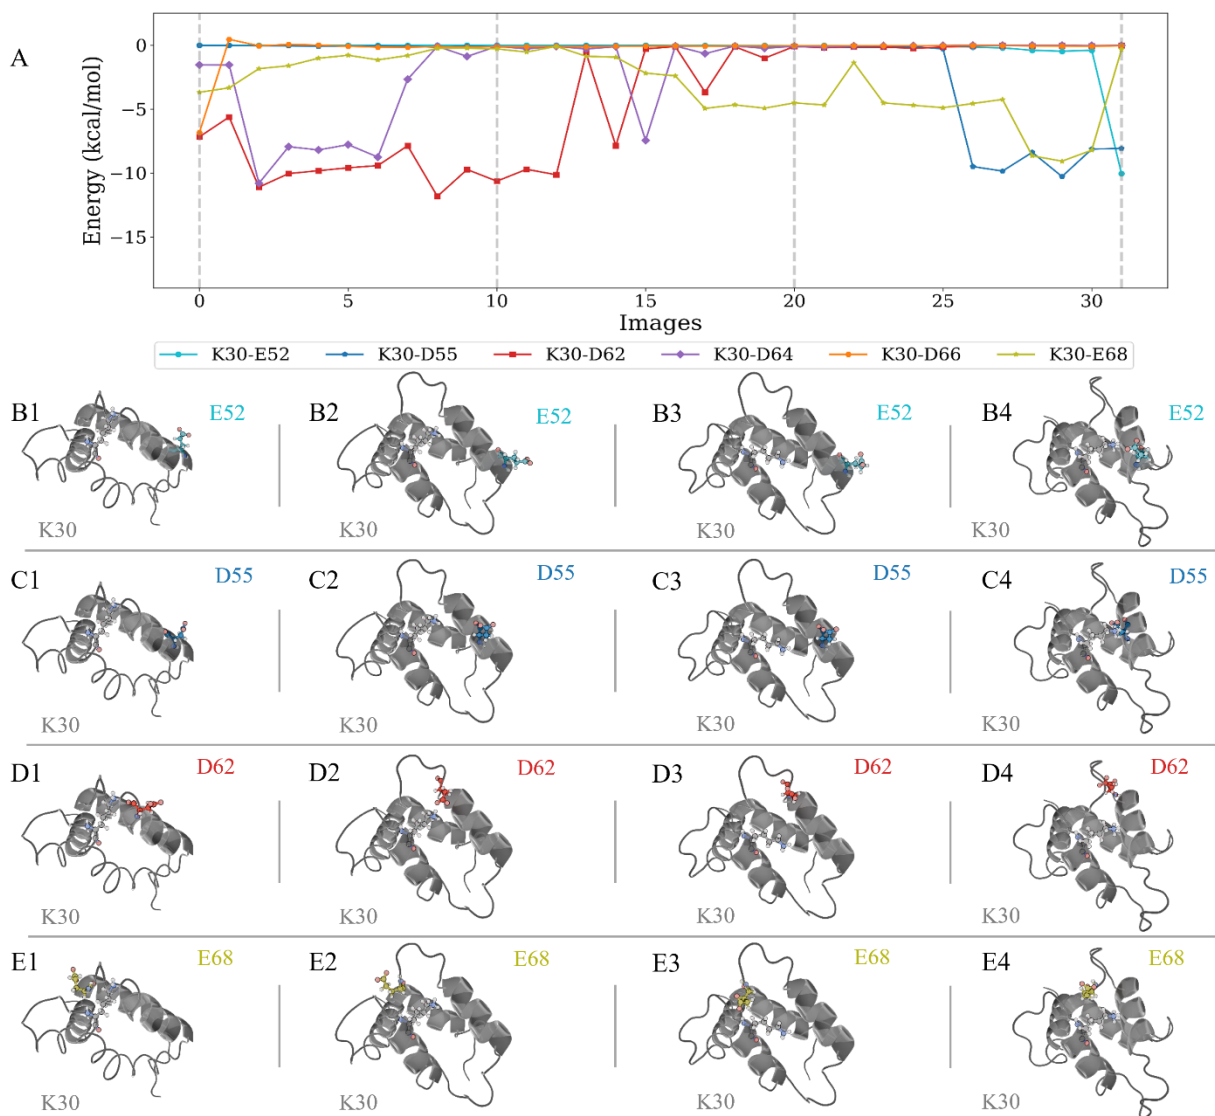 A
Energy (kcal/mol)
0
−5
−10
−15
0 5 10 15 20 25 30
Images
K30-E52 K30-D55 K30-D62 K30-D64 K30-D66 K30-E68
B1 E52 B2 E52 B3 E52 B4 E52
K30 K30 K30 K30
C1 D55 C2 D55 C3 D55 C4 D55
K30 K30 K30 K30
D1 D62 D2 D62 D3 D62 D4 D62
K30 K30 K30 K30
E1 E68 E2 E68 E3 E68 E4 E68
K30 K30 K30 K30